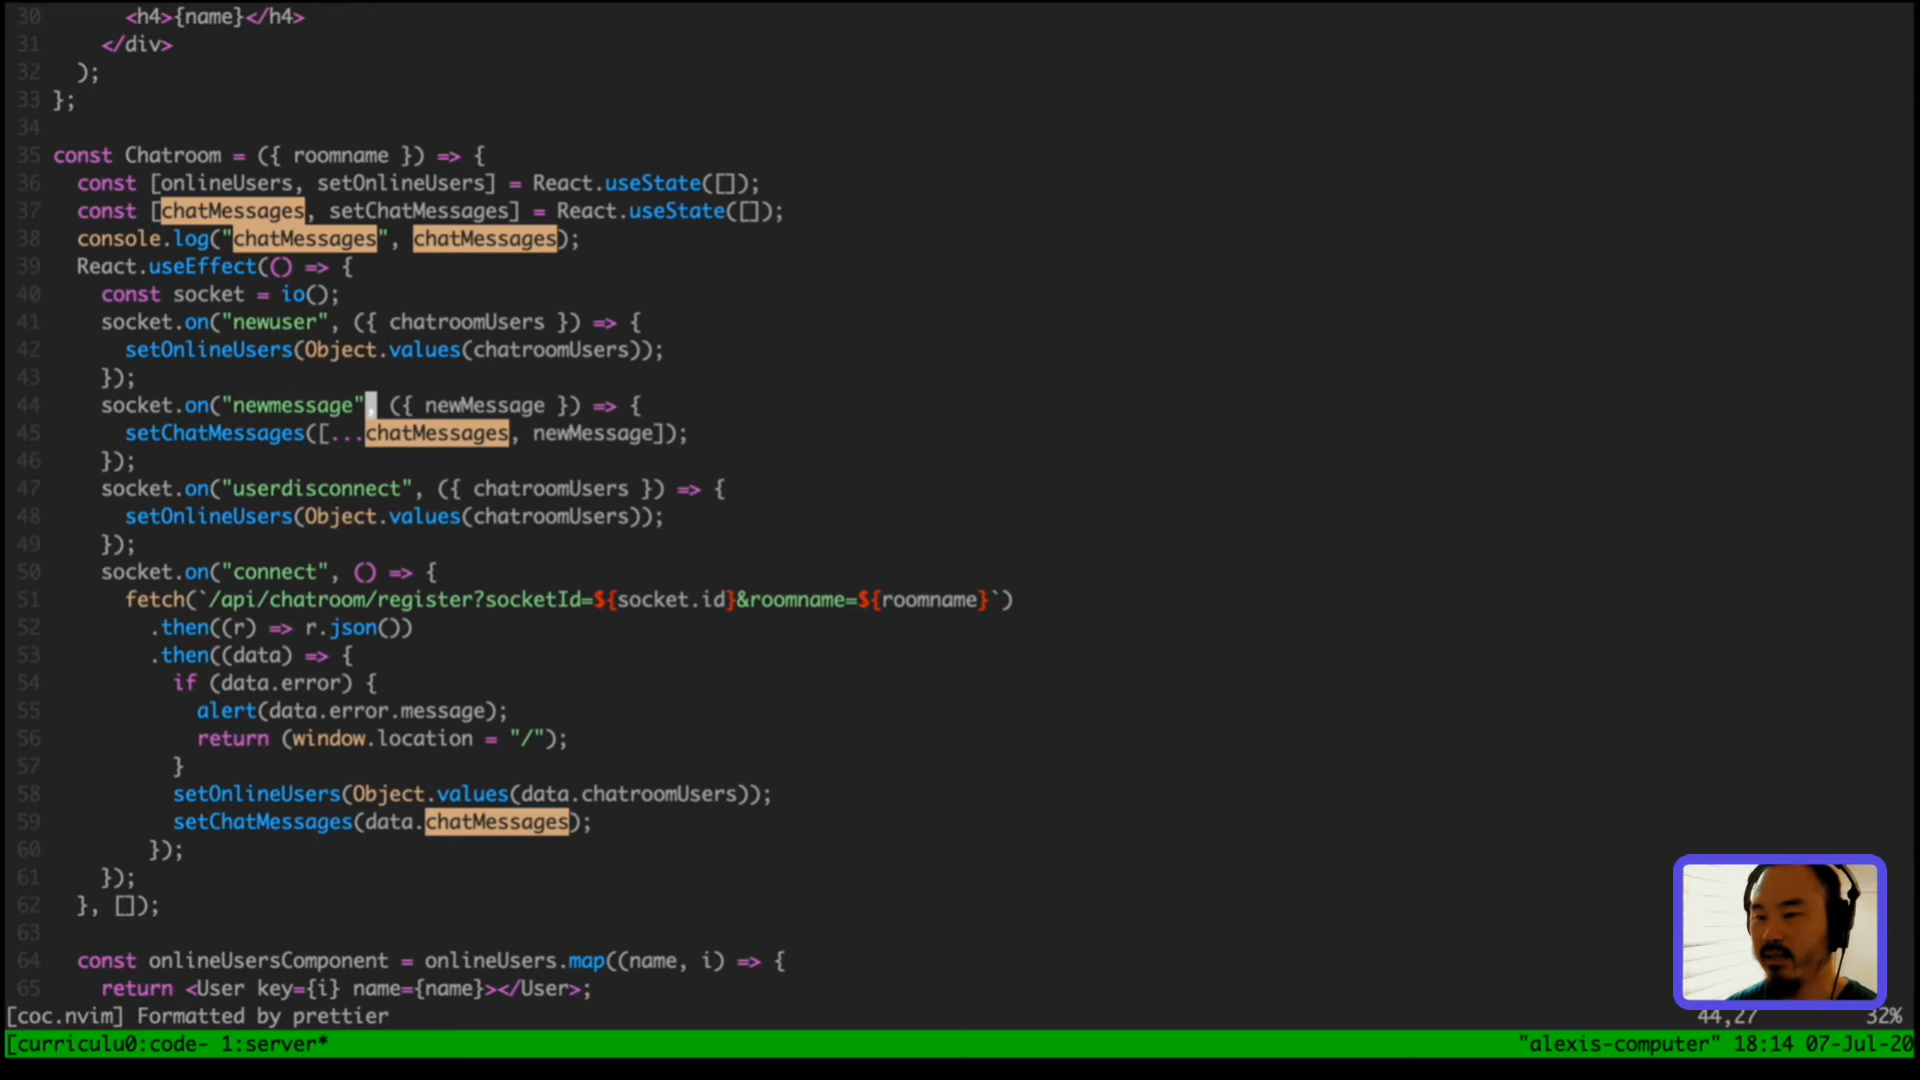 30       <h4>{name}</h4>
31     </div>
32   );
33 };
34
35 const Chatroom = ({ roomname }) => {
36   const [onlineUsers, setOnlineUsers] = React.useState([]);
37   const [chatMessages, setChatMessages] = React.useState([]);
38   console.log("chatMessages", chatMessages);
39   React.useEffect(() => {
40     const socket = io();
41     socket.on("newuser", ({ chatroomUsers }) => {
42       setOnlineUsers(Object.values(chatroomUsers));
43     });
44     socket.on("newmessage", ({ newMessage }) => {
45       setChatMessages([...chatMessages, newMessage]);
46     });
47     socket.on("userdisconnect", ({ chatroomUsers }) => {
48       setOnlineUsers(Object.values(chatroomUsers));
49     });
50     socket.on("connect", () => {
51       fetch(`/api/chatroom/register?socketId=${socket.id}&roomname=${roomname}`)
52         .then((r) => r.json())
53         .then((data) => {
54           if (data.error) {
55             alert(data.error.message);
56             return (window.location = "/");
57           }
58           setOnlineUsers(Object.values(data.chatroomUsers));
59           setChatMessages(data.chatMessages);
60         });
61     });
62   }, []);
63
64   const onlineUsersComponent = onlineUsers.map((name, i) => {
65     return <User key={i} name={name}></User>;
[coc.nvim] Formatted by prettier 44,27 32%
[curriculu0:code- 1:server* "alexis-computer" 18:14 07-Jul-20